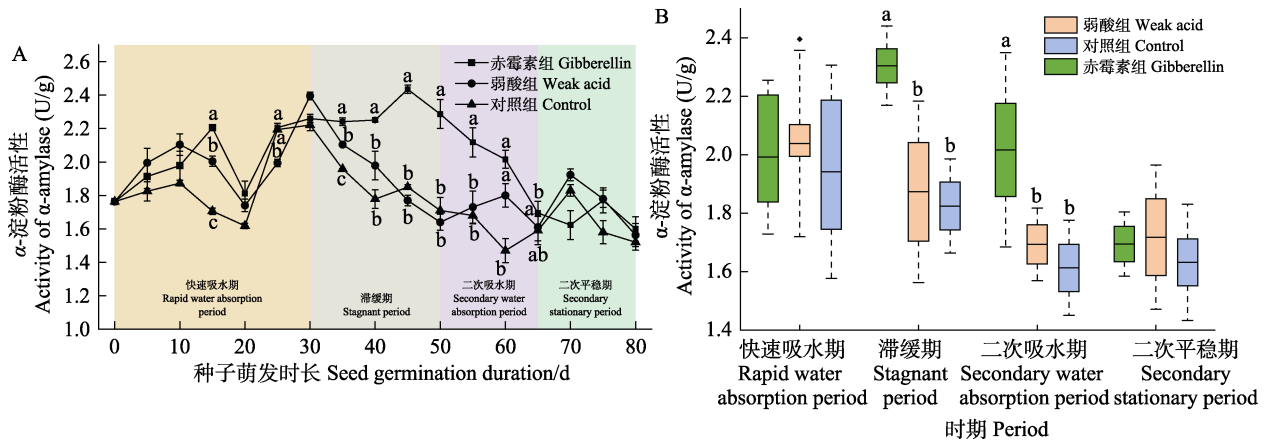 A
α-淀粉酶活性
Activity of α-amylase (U/g)
2.6
2.4
2.2
2.0
1.8
1.6
1.4
1.2
1.0
赤霉素组 Gibberellin
弱酸组 Weak acid
对照组 Control
a
b
c
a
a
b
a
b
c
a
b
b
a
b
b
a
b
b
a
b
b
a
a
b
b
a
ab
快速吸水期
Rapid water absorption
period
滞缓期
Stagnant period
二次吸水期
Secondary water
absorption period
二次平稳期
Secondary
stationary period
0 10 20 30 40 50 60 70 80
种子萌发时长 Seed germination duration/d
B
α-淀粉酶活性
Activity of α-amylase (U/g)
2.4
2.2
2.0
1.8
1.6
1.4
弱酸组 Weak acid
对照组 Control
赤霉素组 Gibberellin
a
b
b
a
b
b
快速吸水期
Rapid water
absorption period
滞缓期
Stagnant
period
二次吸水期
Secondary water
absorption period
二次平稳期
Secondary
stationary period
时期 Period